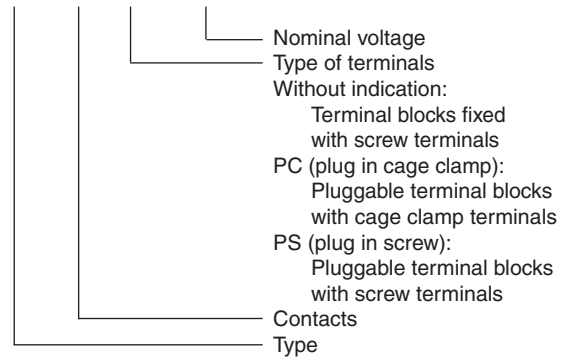 Nominal voltage
Type of terminals
Without indication:
Terminal blocks fixed
with screw terminals
PC (plug in cage clamp):
Pluggable terminal blocks
with cage clamp terminals
PS (plug in screw):
Pluggable terminal blocks
with screw terminals
Contacts
Type